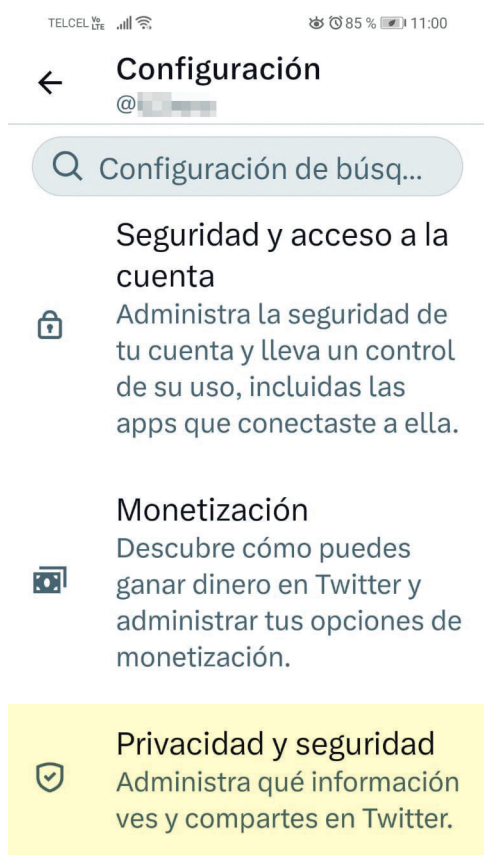 TELCEL Vo LTE 85 % 11:00
Configuración
@
Configuración de búsq...
Seguridad y acceso a la
cuenta
Administra la seguridad de
tu cuenta y lleva un control
de su uso, incluidas las
apps que conectaste a ella.
Monetización
Descubre cómo puedes
ganar dinero en Twitter y
administrar tus opciones de
monetización.
Privacidad y seguridad
Administra qué información
ves y compartes en Twitter.